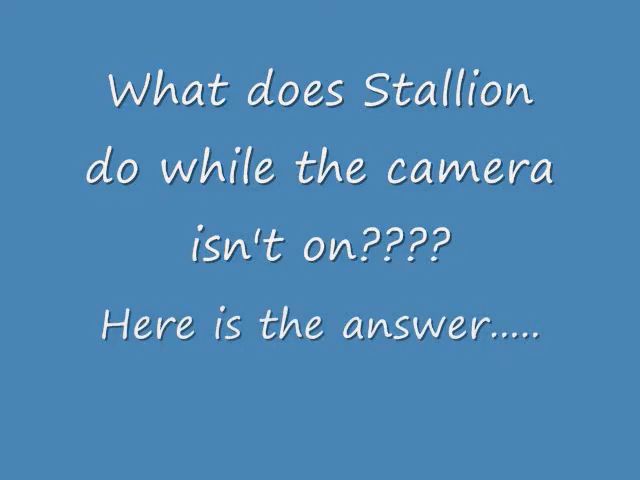 What does Stallion
do while the camera
isn't on????
Here is the answer.....